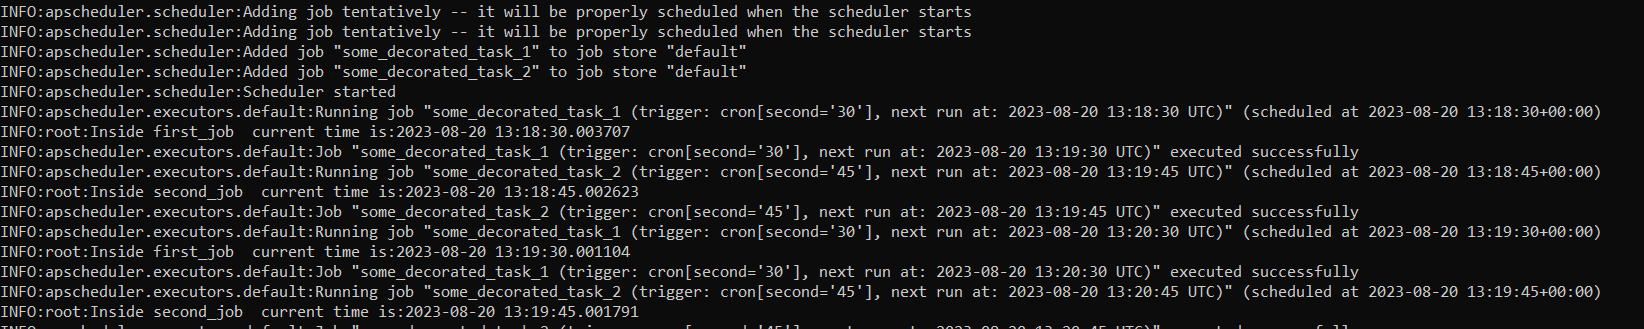 INFO:apscheduler.scheduler:Adding job tentatively -- it will be properly scheduled when the scheduler starts
INFO:apscheduler.scheduler:Adding job tentatively -- it will be properly scheduled when the scheduler starts
INFO:apscheduler.scheduler:Added job "some_decorated_task_1" to job store "default"
INFO:apscheduler.scheduler:Added job "some_decorated_task_2" to job store "default"
INFO:apscheduler.scheduler:Scheduler started
INFO:apscheduler.executors.default:Running job "some_decorated_task_1 (trigger: cron[second='30'], next run at: 2023-08-20 13:18:30 UTC)" (scheduled at 2023-08-20 13:18:30+00:00)
INFO:root:Inside first_job  current time is:2023-08-20 13:18:30.003707
INFO:apscheduler.executors.default:Job "some_decorated_task_1 (trigger: cron[second='30'], next run at: 2023-08-20 13:19:30 UTC)" executed successfully
INFO:apscheduler.executors.default:Running job "some_decorated_task_2 (trigger: cron[second='45'], next run at: 2023-08-20 13:19:45 UTC)" (scheduled at 2023-08-20 13:18:45+00:00)
INFO:root:Inside second_job  current time is:2023-08-20 13:18:45.002623
INFO:apscheduler.executors.default:Job "some_decorated_task_2 (trigger: cron[second='45'], next run at: 2023-08-20 13:19:45 UTC)" executed successfully
INFO:apscheduler.executors.default:Running job "some_decorated_task_1 (trigger: cron[second='30'], next run at: 2023-08-20 13:20:30 UTC)" (scheduled at 2023-08-20 13:19:30+00:00)
INFO:root:Inside first_job  current time is:2023-08-20 13:19:30.001104
INFO:apscheduler.executors.default:Job "some_decorated_task_1 (trigger: cron[second='30'], next run at: 2023-08-20 13:20:30 UTC)" executed successfully
INFO:apscheduler.executors.default:Running job "some_decorated_task_2 (trigger: cron[second='45'], next run at: 2023-08-20 13:20:45 UTC)" (scheduled at 2023-08-20 13:19:45+00:00)
INFO:root:Inside second_job  current time is:2023-08-20 13:19:45.001791